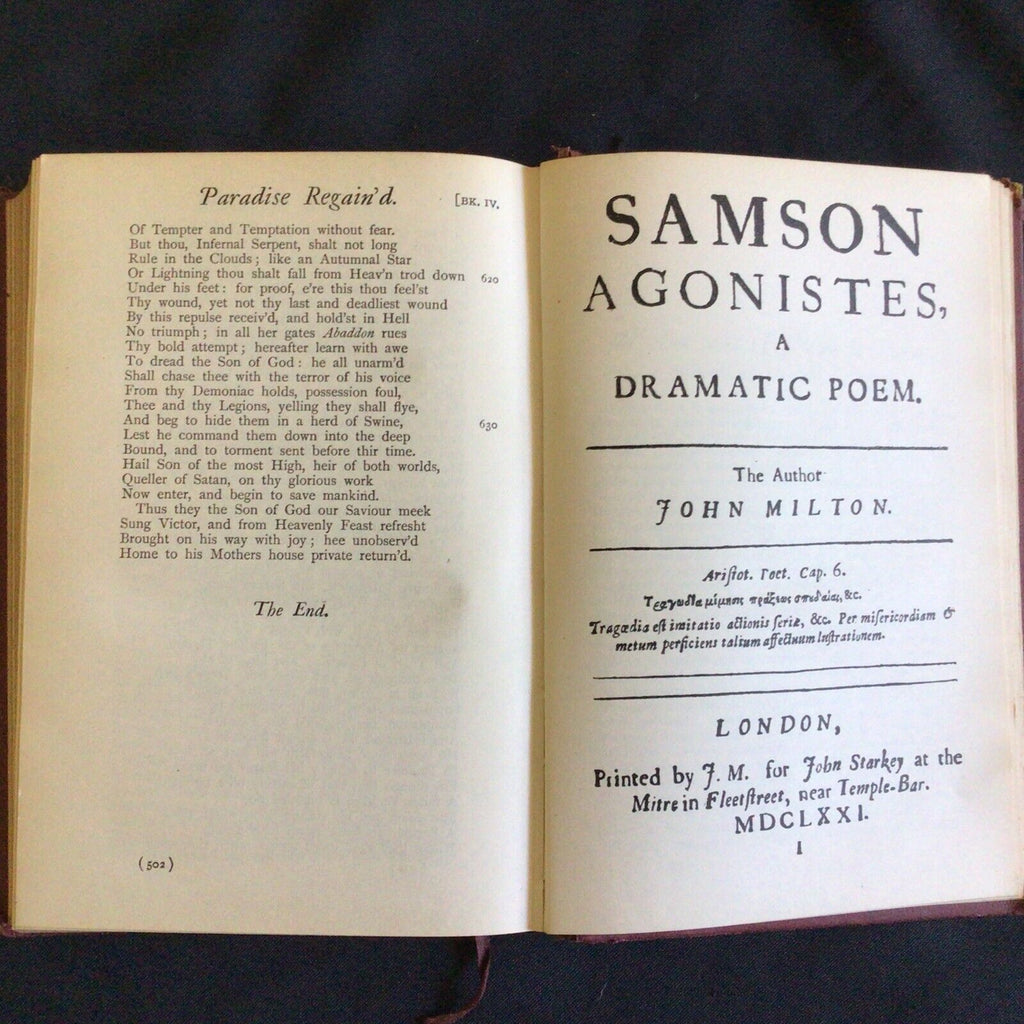 Paradise Regain'd. [BK. IV.
Of Tempter and Temptation without fear.
But thou, Infernal Serpent, shalt not long
Rule in the Clouds ; like an Autumnal Star
Or Lightning thou shalt fall from Heav'n trod down 620
Under his feet : for proof, e're this thou feel'st
Thy wound, yet not thy last and deadliest wound
By this repulse receiv'd, and hold'st in Hell
No triumph ; in all her gates Abaddon rues
Thy bold attempt ; hereafter learn with awe
To dread the Son of God : he all unarm'd
Shall chase thee with the terror of his voice
From thy Demoniac holds, possession foul,
Thee and thy Legions, yelling they shall flye,
And beg to hide them in a herd of Swine, 630
Lest he command them down into the deep
Bound, and to torment sent before thir time.
Hail Son of the most High, heir of both worlds,
Queller of Satan, on thy glorious work
Now enter, and begin to save mankind.
Thus they the Son of God our Saviour meek
Sung Victor, and from Heavenly Feast refresht
Brought on his way with joy ; hee unobserv'd
Home to his Mothers house private return'd.
The End.
(502)
SAMSON
AGONISTES,
A
DRAMATIC POEM.
The Author
JOHN MILTON.
Ariſtot. Poet. Cap. 6.
Τραγωδία μίμησις πράξεως σπουδαίας, &c.
Tragœdia eſt imitatio actionis ſeriæ, &c. Per miſericordiam &
metum perficiens talium affectuum luſtrationem.
LONDON,
Printed by J. M. for John Starkey at the
Mitre in Fleetſtreet, near Temple-Bar.
MDCLXXI.
I